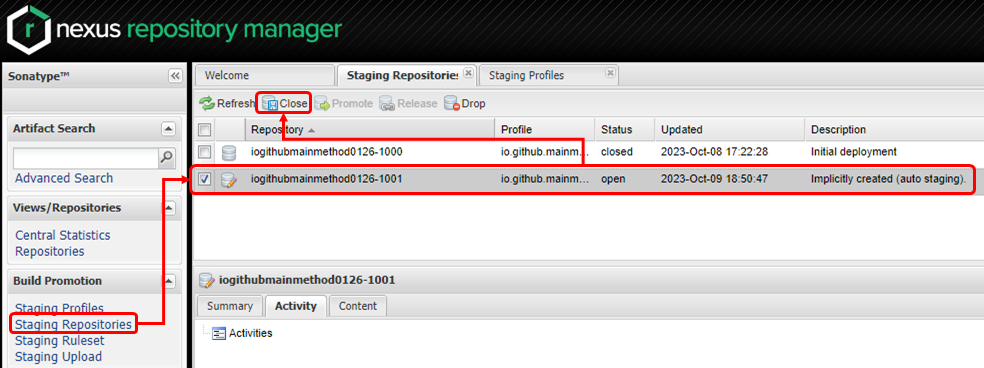 nexus repository manager
Sonatype™
Welcome Staging Repositories Staging Profiles
Refresh Close Promote Release Drop
Artifact Search
Advanced Search
Views/Repositories
Central Statistics
Repositories
Build Promotion
Staging Profiles
Staging Repositories
Staging Ruleset
Staging Upload
Repository Profile Status Updated Description
iogithubmainmethod0126-1000 io.github.mainm... closed 2023-Oct-08 17:22:28 Initial deployment
iogithubmainmethod0126-1001 io.github.mainm... open 2023-Oct-09 18:50:47 Implicitly created (auto staging).
iogithubmainmethod0126-1001
Summary Activity Content
Activities